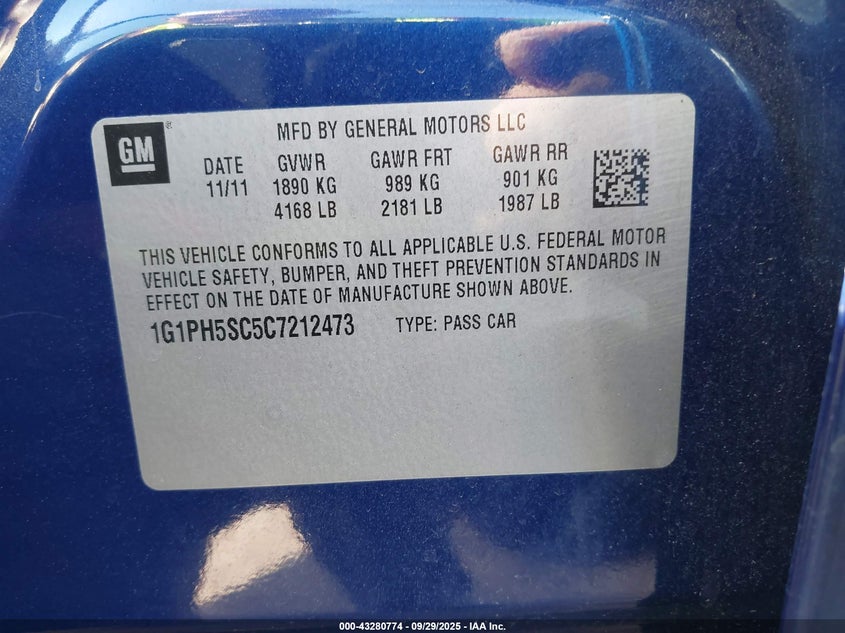 GM
MFD BY GENERAL MOTORS LLC
DATE GVWR GAWR FRT GAWR RR
11/11 1890 KG 989 KG 901 KG
4168 LB 2181 LB 1987 LB
THIS VEHICLE CONFORMS TO ALL APPLICABLE U.S. FEDERAL MOTOR
VEHICLE SAFETY, BUMPER, AND THEFT PREVENTION STANDARDS IN
EFFECT ON THE DATE OF MANUFACTURE SHOWN ABOVE.
1G1PH5SC5C7212473 TYPE: PASS CAR
000-43280774 - 09/29/2025 - IAA Inc.